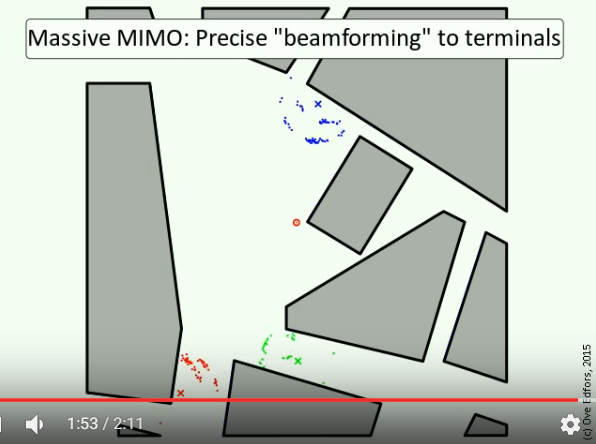 Massive MIMO: Precise "beamforming" to terminals
1:53 / 2:11
(c) Ove Edfors, 2015